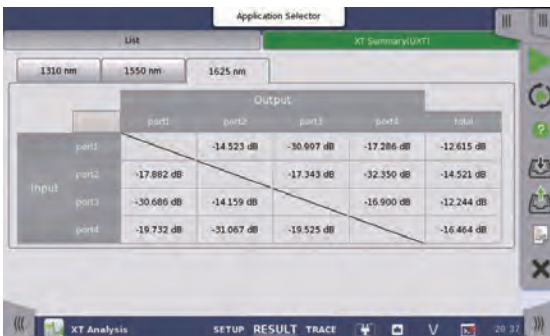 Application Selector
List XT Summary(UXT)
1310 nm 1550 nm 1625 nm
Output
port1 port2 port3 port4 total
port1 -14.523 dB -30.997 dB -17.286 dB -12.615 dB
Input
port2 -17.882 dB -17.343 dB -32.350 dB -14.521 dB
port3 -30.686 dB -14.159 dB -16.900 dB -12.244 dB
port4 -19.732 dB -31.067 dB -19.525 dB -16.464 dB
XT Analysis SETUP RESULT TRACE V 20:37